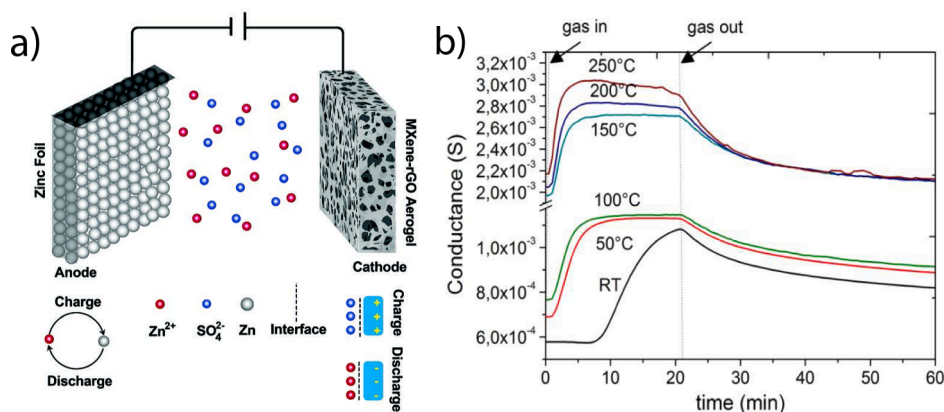 a)
Zinc Foil
Anode
MXene-rGO Aerogel
Cathode
Charge
Discharge
Zn²⁺
SO₄²⁻
Zn
Interface
+
+
+
Charge
-
-
-
Discharge
b)
gas in
gas out
Conductance (S)
3,2x10⁻³
3,0x10⁻³
2,8x10⁻³
2,6x10⁻³
2,4x10⁻³
2,2x10⁻³
2,0x10⁻³
1,0x10⁻³
8,0x10⁻⁴
6,0x10⁻⁴
250°C
200°C
150°C
100°C
50°C
RT
0 10 20 30 40 50 60
time (min)